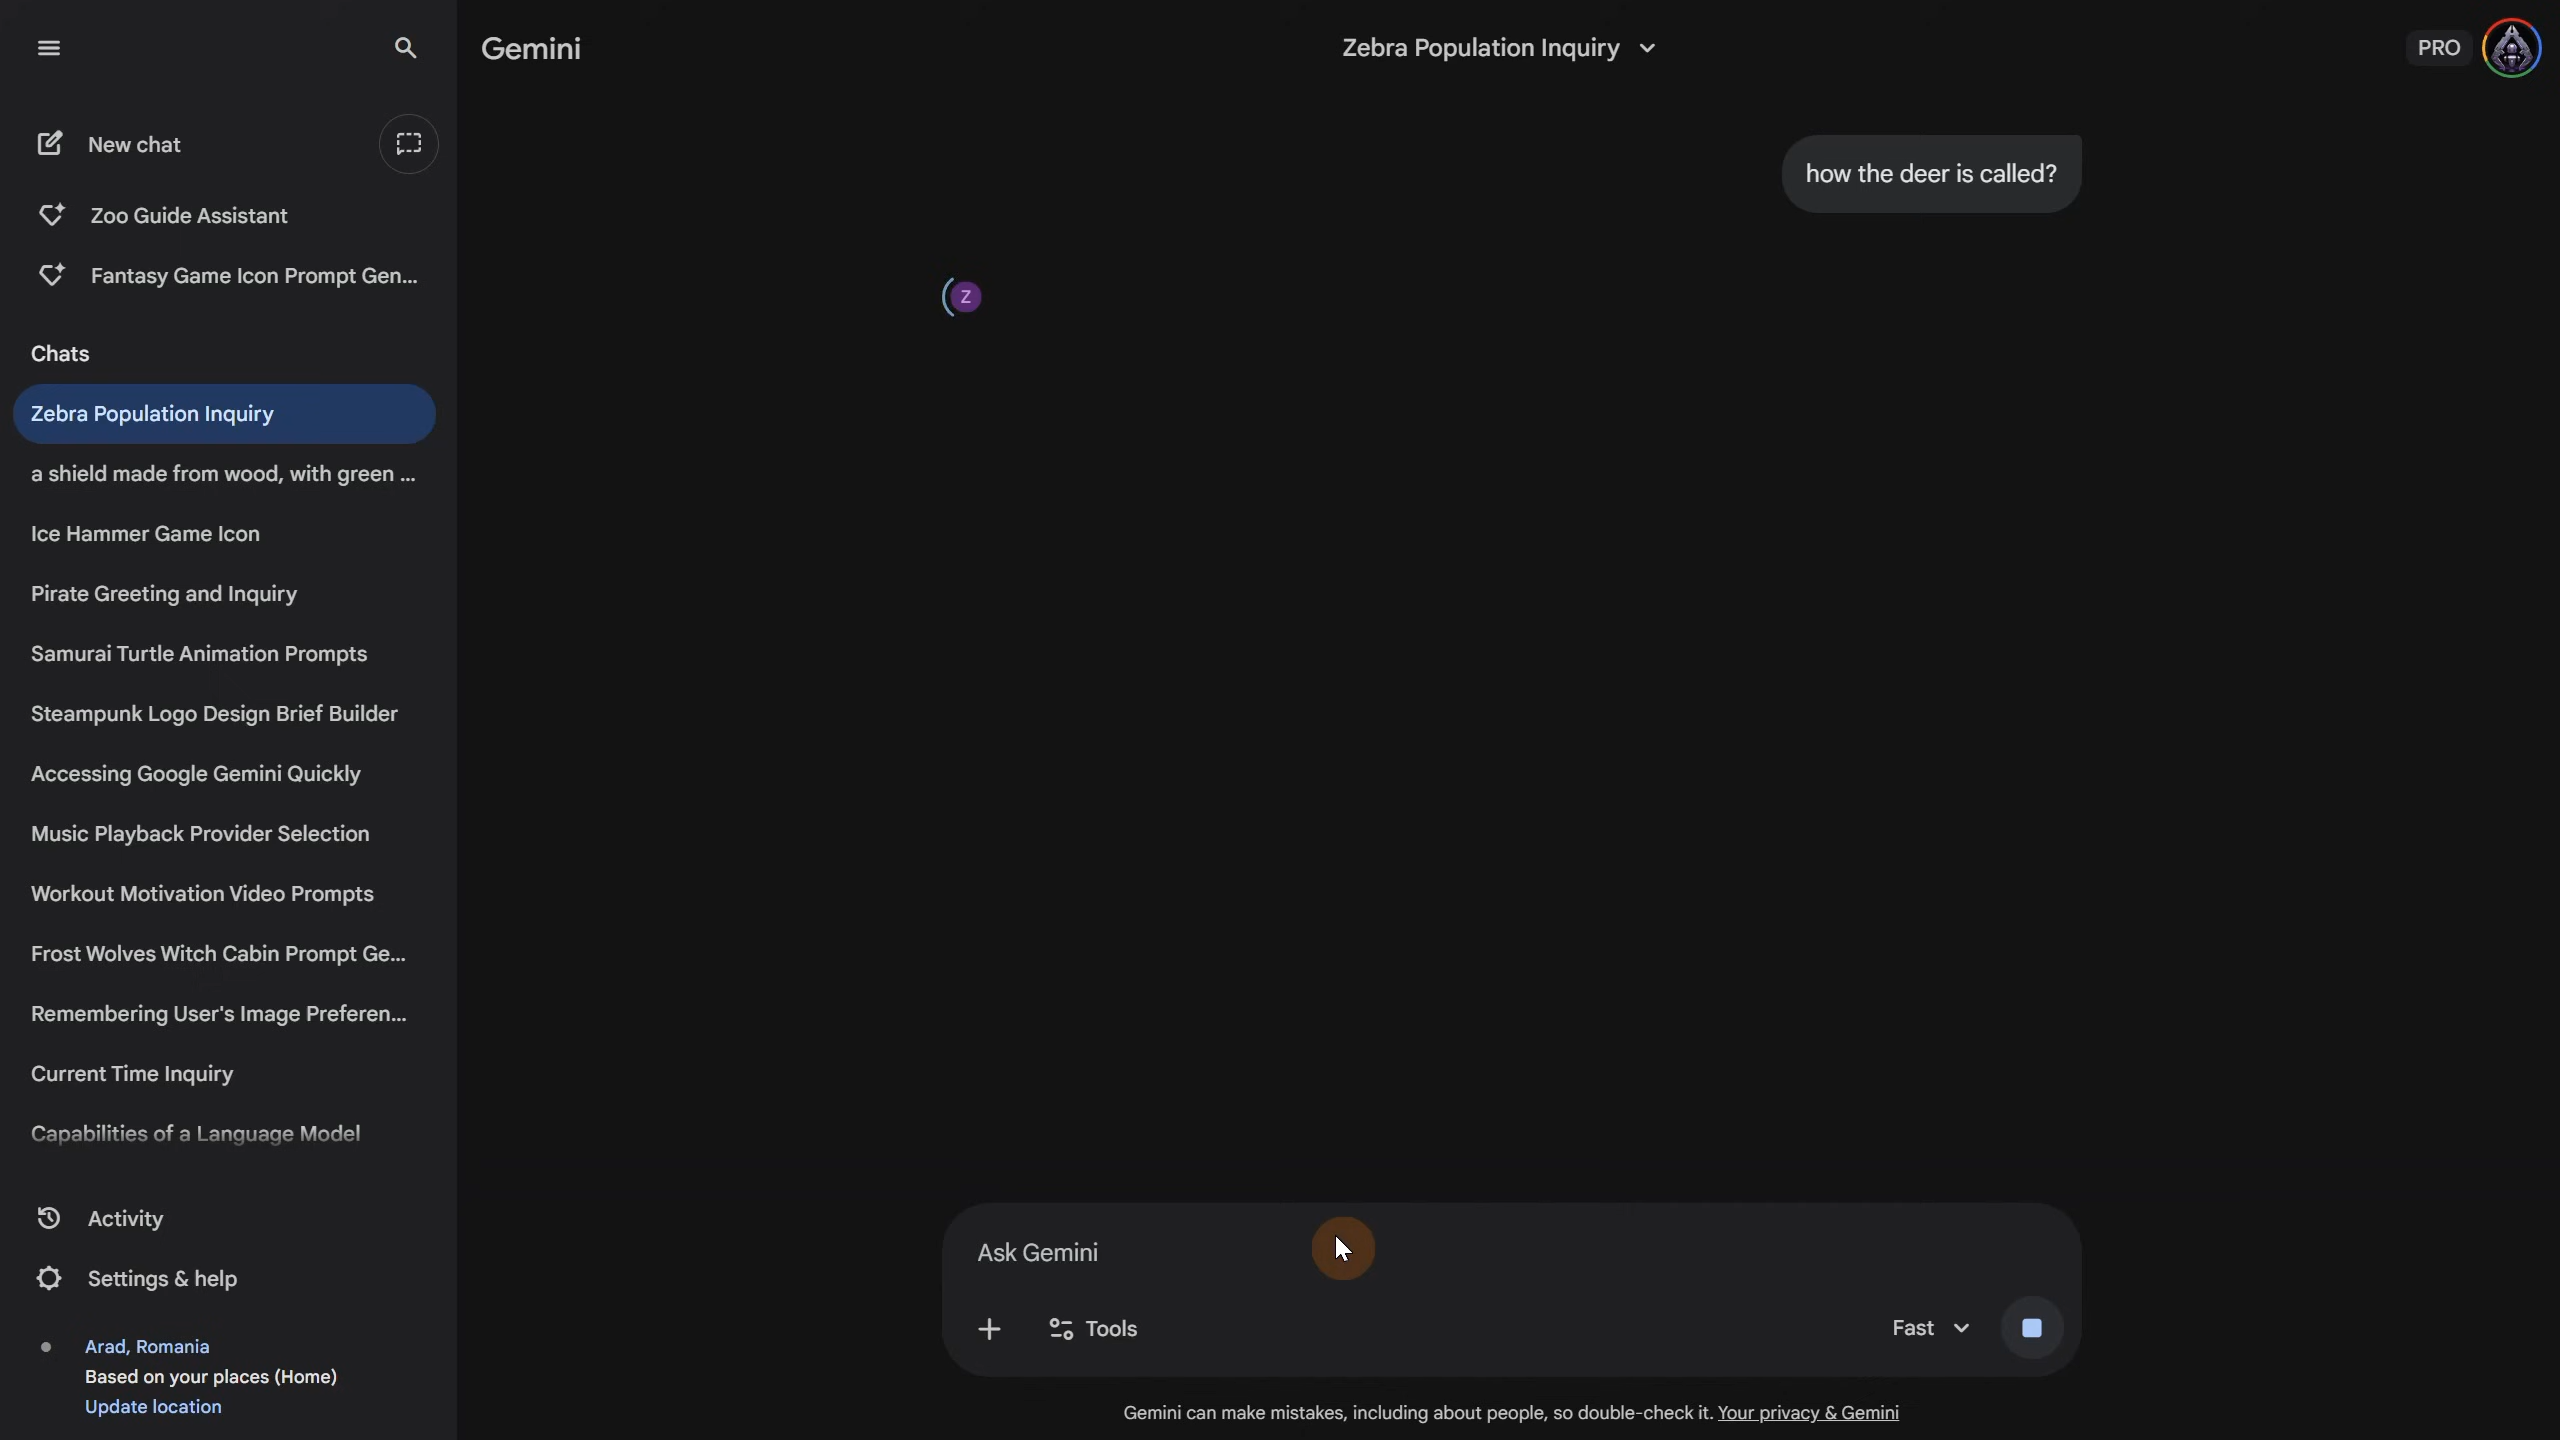 Gemini
Zebra Population Inquiry
PRO
New chat
Zoo Guide Assistant
Fantasy Game Icon Prompt Gen...
Chats
Zebra Population Inquiry
a shield made from wood, with green ...
Ice Hammer Game Icon
Pirate Greeting and Inquiry
Samurai Turtle Animation Prompts
Steampunk Logo Design Brief Builder
Accessing Google Gemini Quickly
Music Playback Provider Selection
Workout Motivation Video Prompts
Frost Wolves Witch Cabin Prompt Ge...
Remembering User's Image Preferen...
Current Time Inquiry
Capabilities of a Language Model
Activity
Settings & help
Arad, Romania
Based on your places (Home)
Update location
how the deer is called?
Z
Ask Gemini
Tools
Fast
Gemini can make mistakes, including about people, so double-check it. Your privacy & Gemini